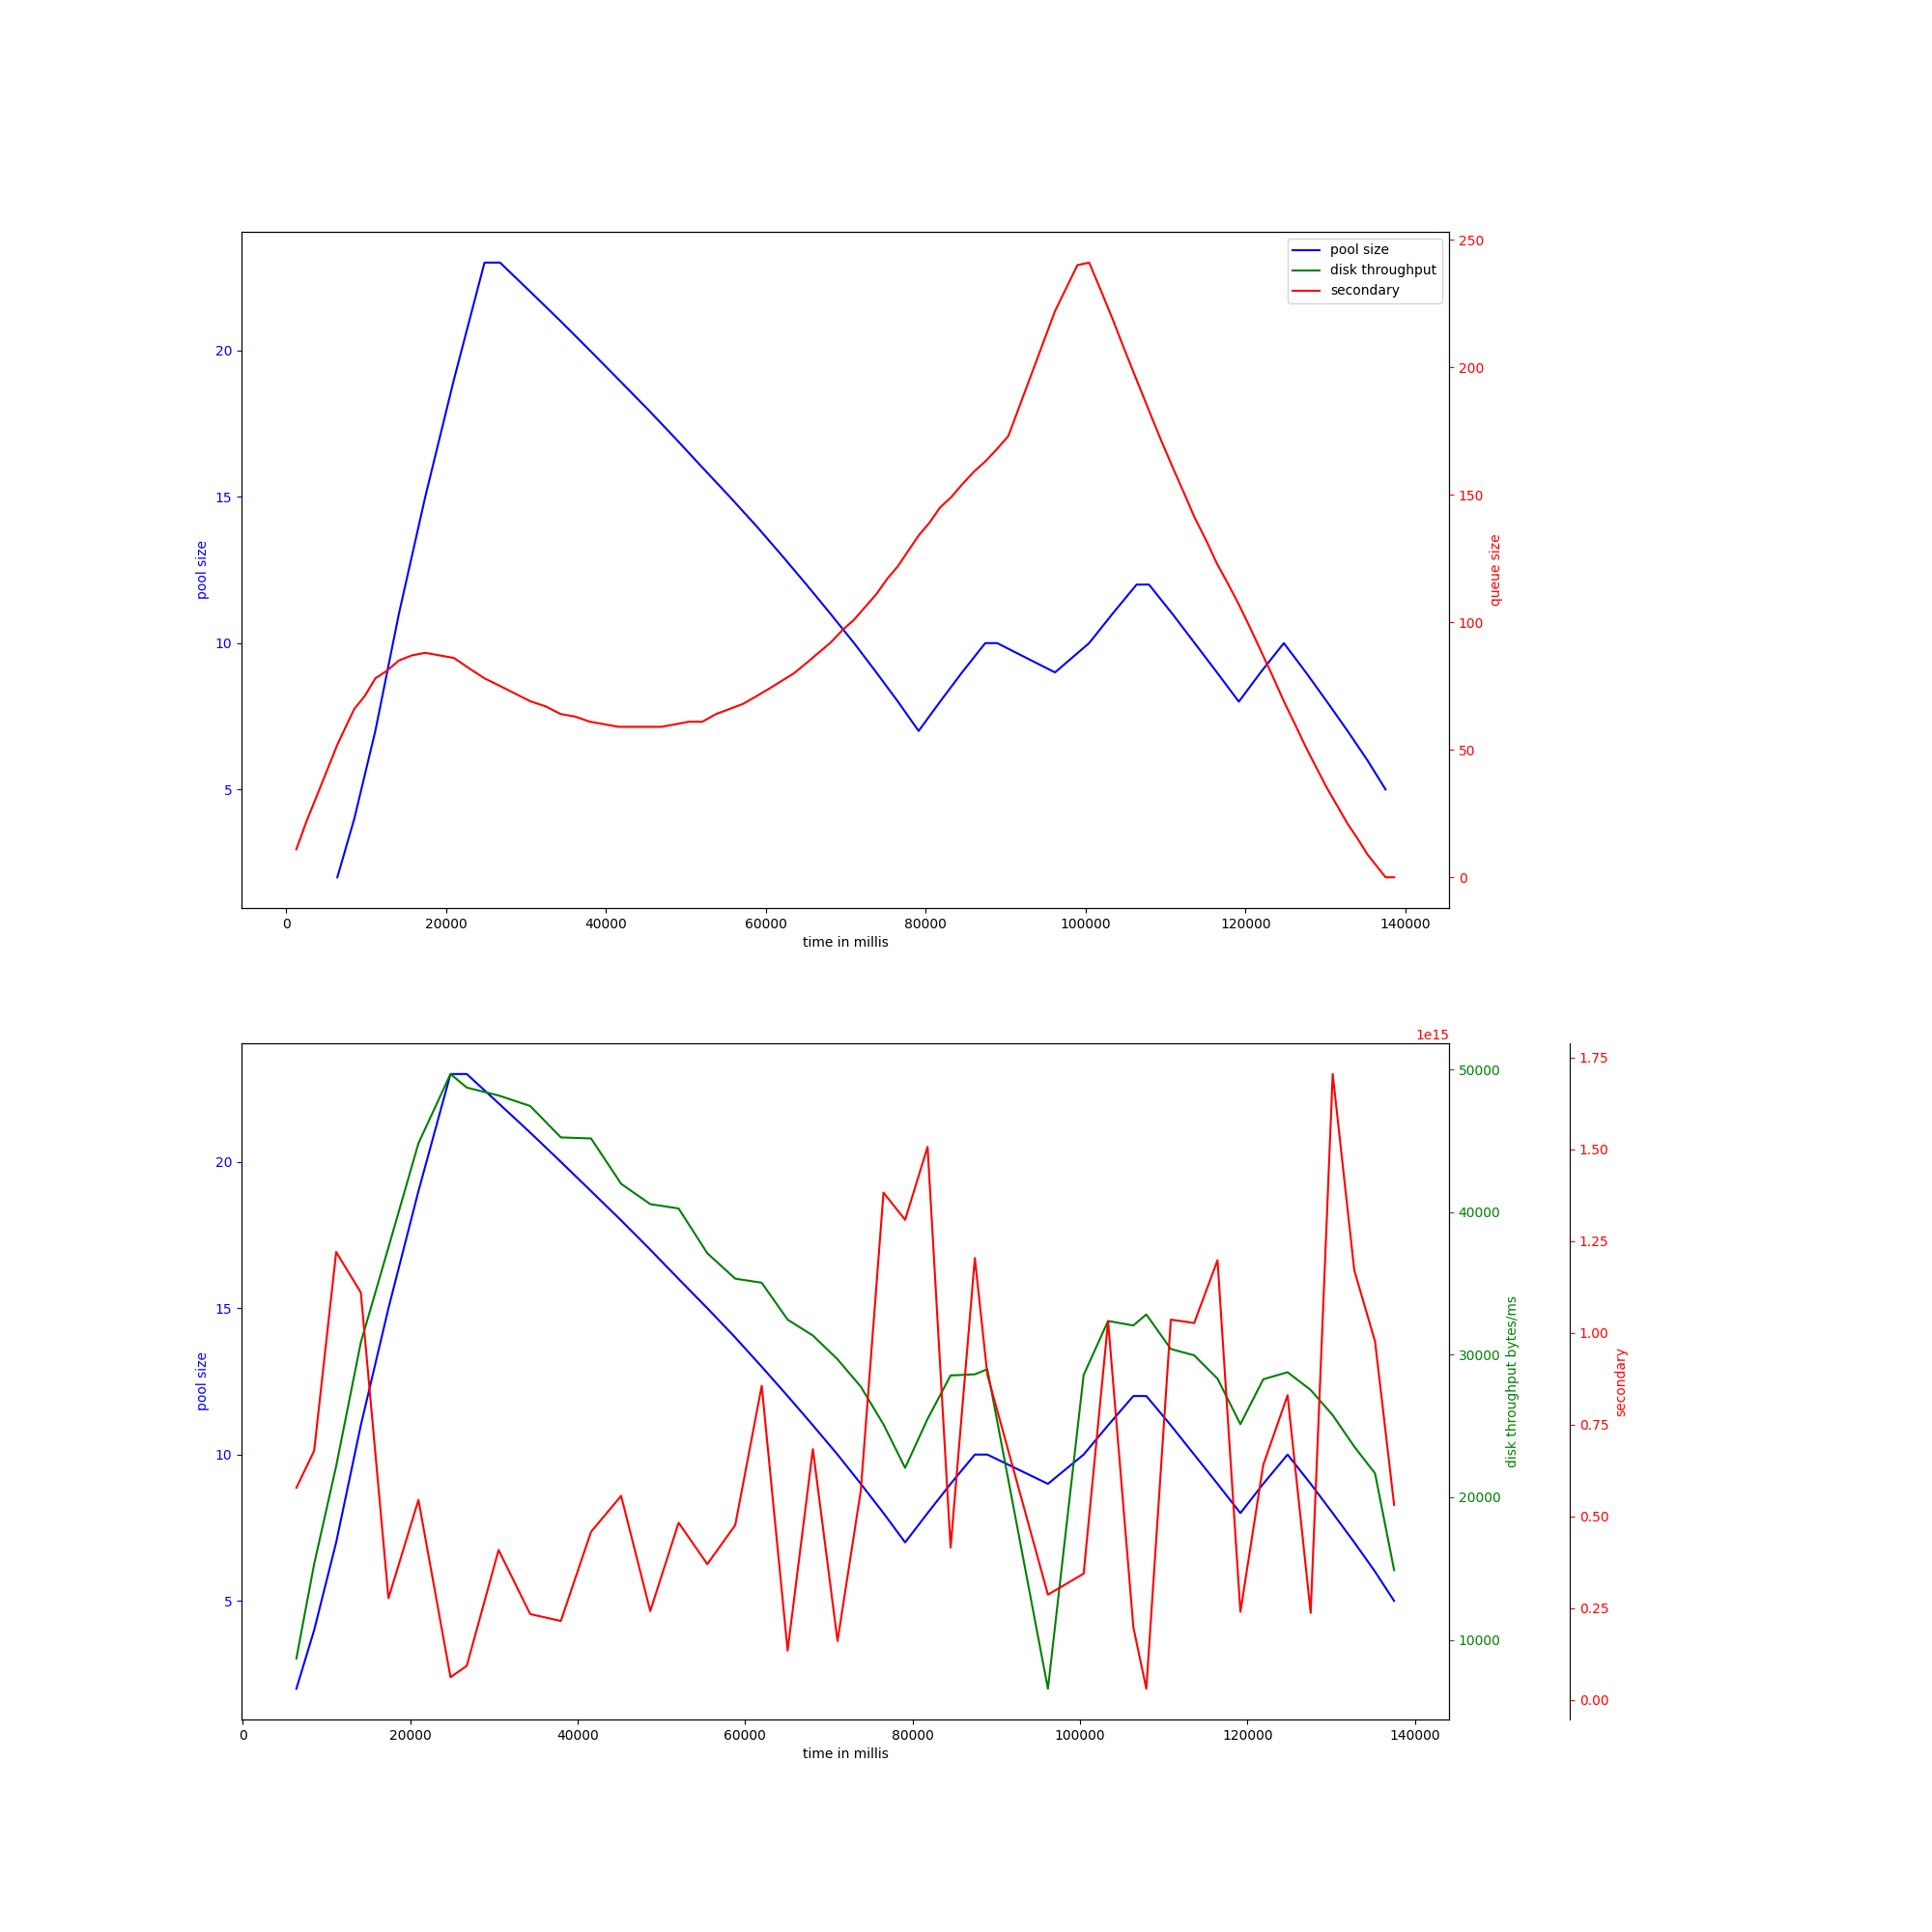 pool size
disk throughput
secondary
250
200
150
100
50
0
queue size
20
15
10
5
pool size
0 20000 40000 60000 80000 100000 120000 140000
time in millis
1e15
20
15
10
5
pool size
50000
40000
30000
20000
10000
disk throughput bytes/ms
1.75
1.50
1.25
1.00
0.75
0.50
0.25
0.00
secondary
0 20000 40000 60000 80000 100000 120000 140000
time in millis